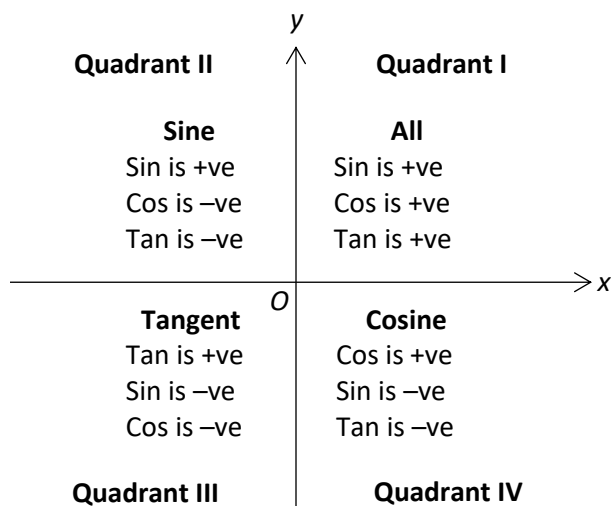 y
Quadrant II
Quadrant I
Sine
Sin is +ve
Cos is –ve
Tan is –ve
All
Sin is +ve
Cos is +ve
Tan is +ve
x
O
Tangent
Tan is +ve
Sin is –ve
Cos is –ve
Cosine
Cos is +ve
Sin is –ve
Tan is –ve
Quadrant III
Quadrant IV